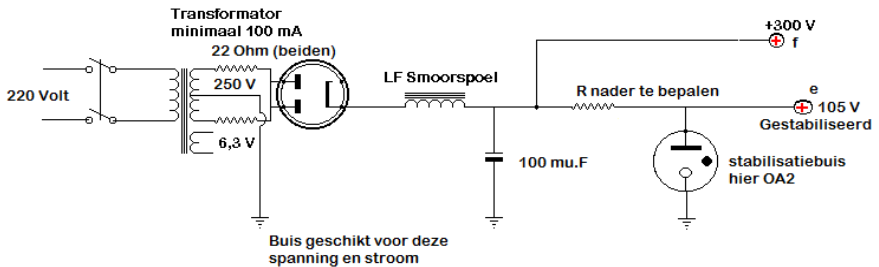 Transformator
minimaal 100 mA
22 Ohm (beiden)
250 V
220 Volt
6,3 V
LF Smoorspoel
100 mu.F
R nader te bepalen
+300 V
f
e
105 V
Gestabiliseerd
stabilisatiebuis
hier OA2
Buis geschikt voor deze
spanning en stroom